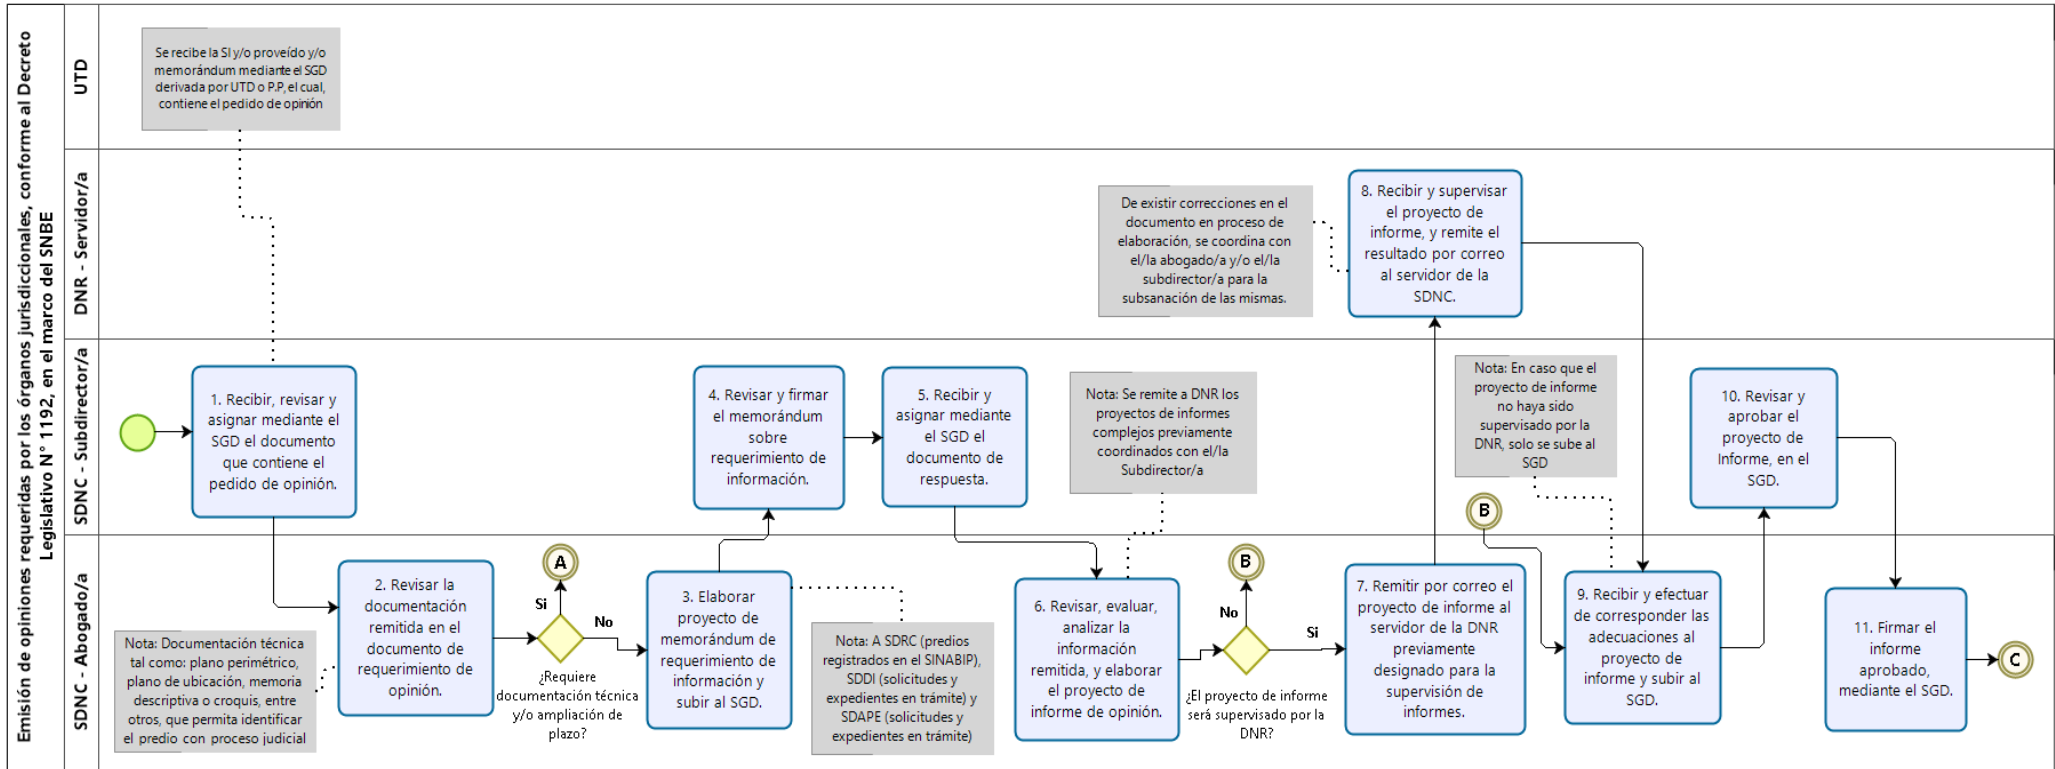 Emisión de opiniones requeridas por los órganos jurisdiccionales, conforme al Decreto
Legislativo N° 1192, en el marco del SNBE
UTD
Se recibe la SI y/o proveído y/o
memorándum mediante el SGD
derivada por UTD o P.P, el cual,
contiene el pedido de opinión
DNR - Servidor/a
De existir correcciones en el
documento en proceso de
elaboración, se coordina con
el/la abogado/a y/o el/la
subdirector/a para la
subsanación de las mismas.
8. Recibir y supervisar
el proyecto de
informe, y remite el
resultado por correo
al servidor de la
SDNC.
SDNC - Subdirector/a
1. Recibir, revisar y
asignar mediante el
SGD el documento
que contiene el
pedido de opinión.
4. Revisar y firmar
el memorándum
sobre
requerimiento de
información.
5. Recibir y
asignar mediante
el SGD el
documento de
respuesta.
Nota: Se remite a DNR los
proyectos de informes
complejos previamente
coordinados con el/la
Subdirector/a
Nota: En caso que el
proyecto de informe
no haya sido
supervisado por la
DNR, solo se sube al
SGD
B
10. Revisar y
aprobar el
proyecto de
Informe, en el
SGD.
SDNC - Abogado/a
Nota: Documentación técnica
tal como: plano perimétrico,
plano de ubicación, memoria
descriptiva o croquis, entre
otros, que permita identificar
el predio con proceso judicial
2. Revisar la
documentación
remitida en el
documento de
requerimiento de
opinión.
A
Si
No
¿Requiere
documentación técnica
y/o ampliación de
plazo?
3. Elaborar
proyecto de
memorándum de
requerimiento de
información y
subir al SGD.
Nota: A SDRC (predios
registrados en el SINABIP),
SDDI (solicitudes y
expedientes en trámite) y
SDAPE (solicitudes y
expedientes en trámite)
6. Revisar, evaluar,
analizar la
información
remitida, y elaborar
el proyecto de
informe de opinión.
B
No
Si
¿El proyecto de informe
será supervisado por la
DNR?
7. Remitir por correo el
proyecto de informe al
servidor de la DNR
previamente
designado para la
supervisión de
informes.
9. Recibir y efectuar
de corresponder las
adecuaciones al
proyecto de
informe y subir al
SGD.
11. Firmar el
informe
aprobado,
mediante el SGD.
C